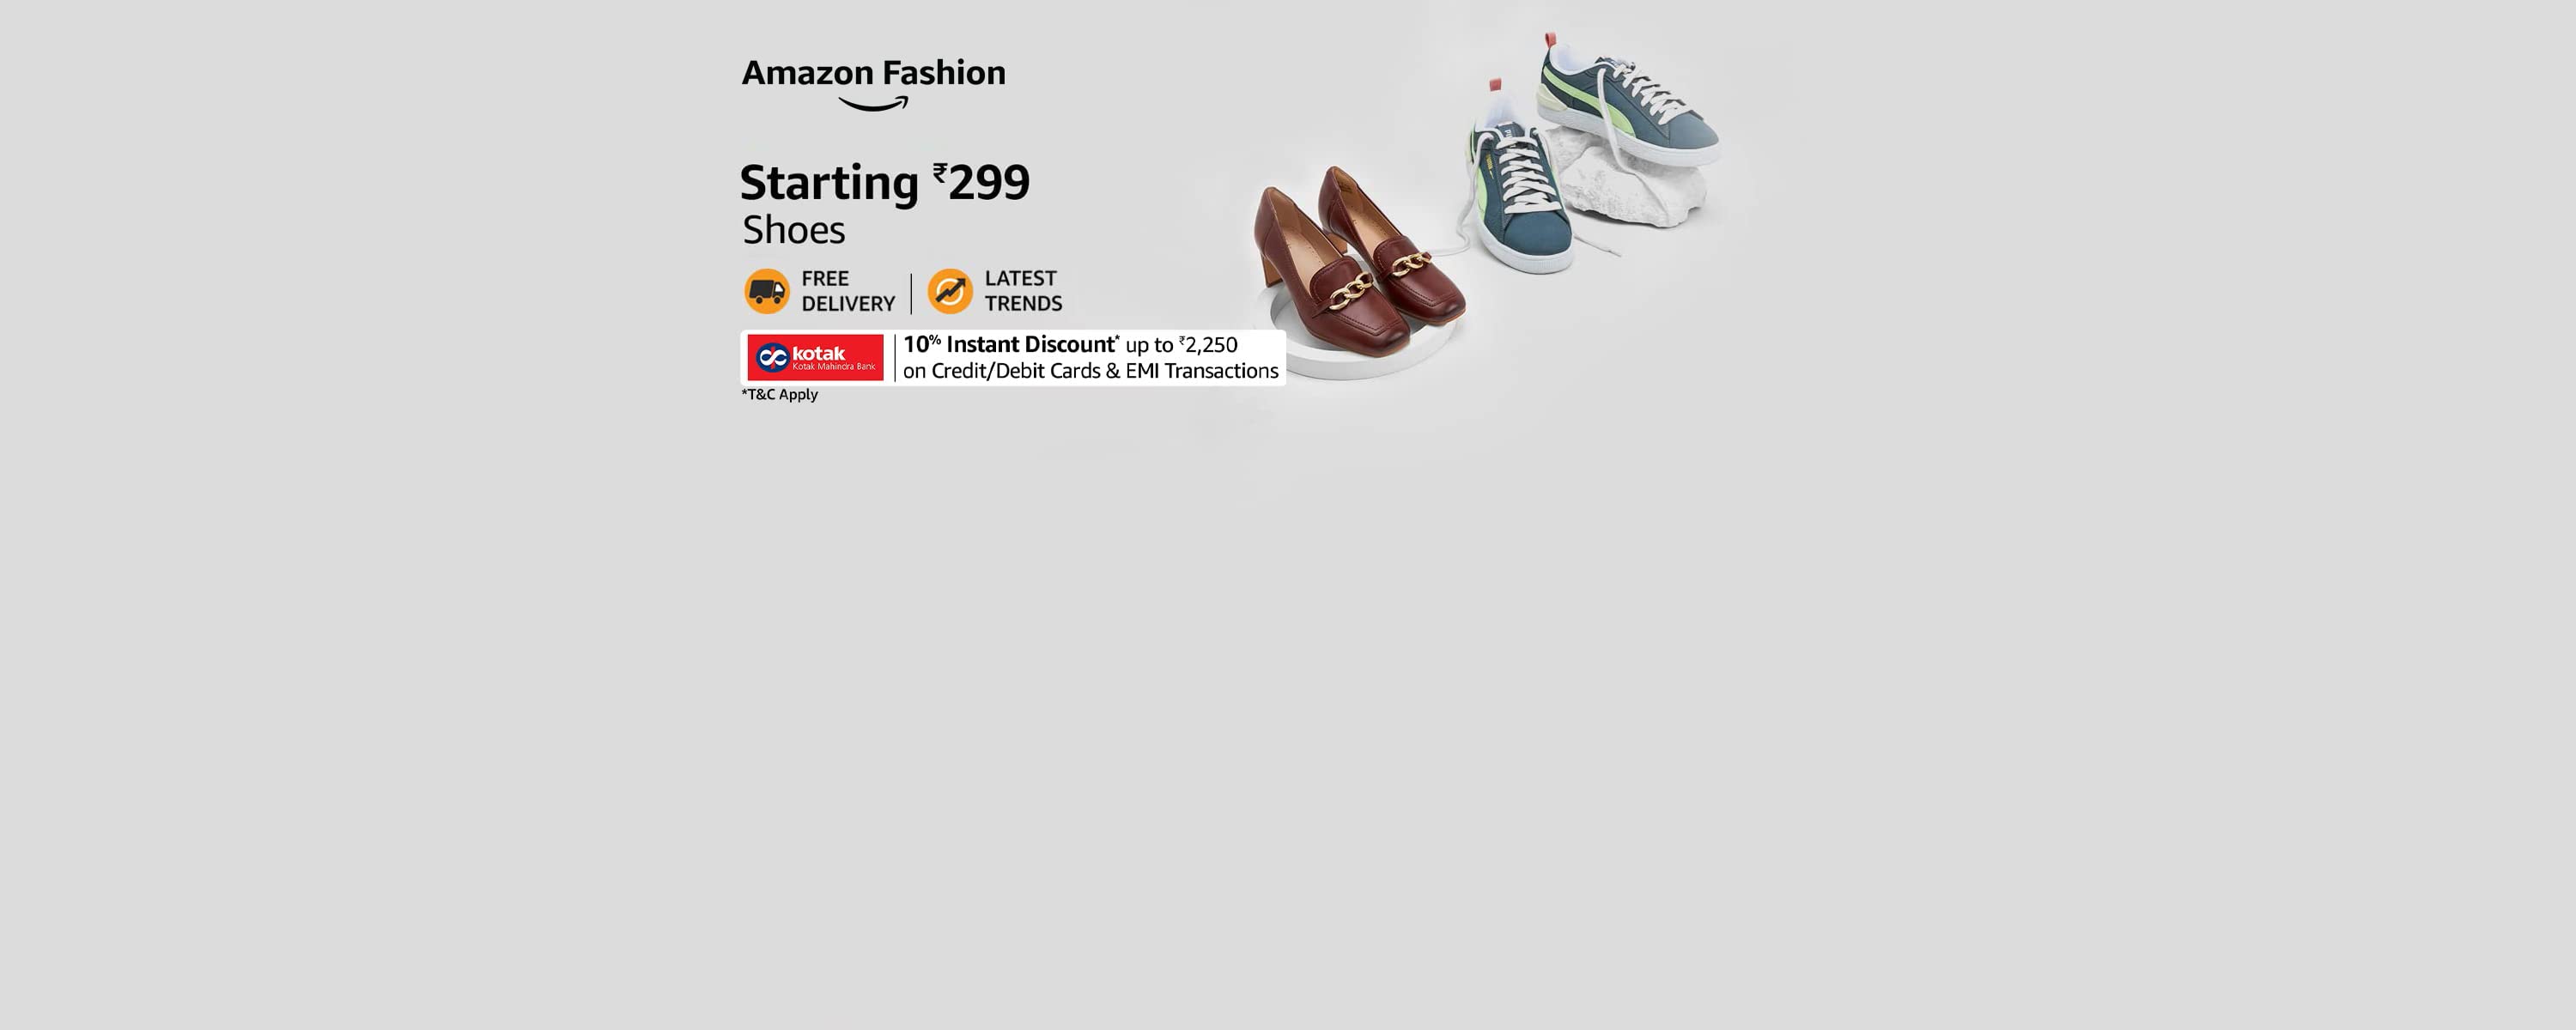 Amazon Fashion
Starting ₹299
Shoes
FREE
DELIVERY
LATEST
TRENDS
kotak
Kotak Mahindra Bank
10% Instant Discount* up to ₹2,250
on Credit/Debit Cards & EMI Transactions
*T&C Apply